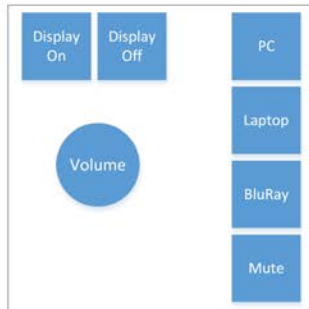 Display
On
Display
Off
PC
Laptop
Volume
BluRay
Mute